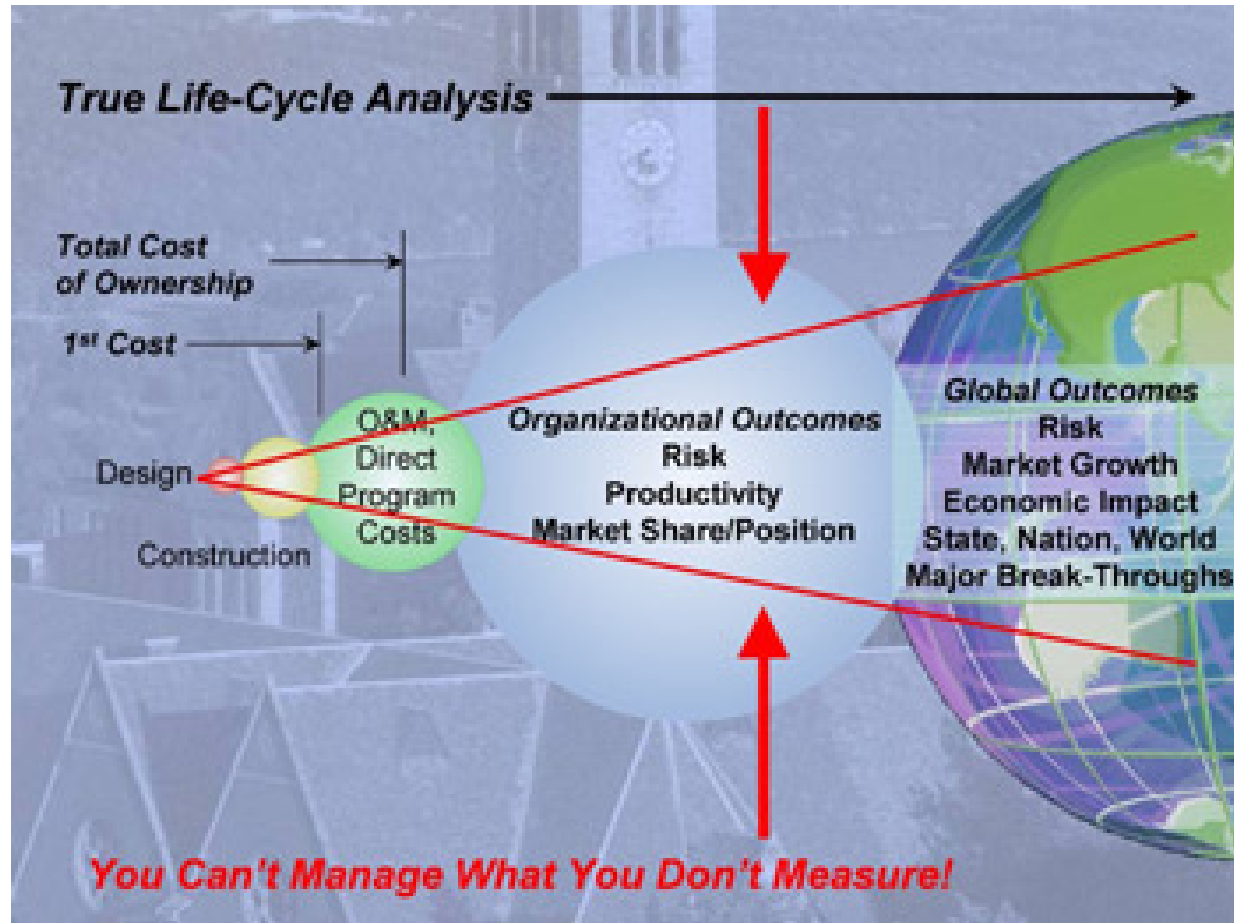 True Life-Cycle Analysis
Total Cost
of Ownership
1st Cost
Design
Construction
O&M,
Direct
Program
Costs
Organizational Outcomes
Risk
Productivity
Market Share/Position
Global Outcomes
Risk
Market Growth
Economic Impact
State, Nation, World
Major Break-Throughs
You Can't Manage What You Don't Measure!